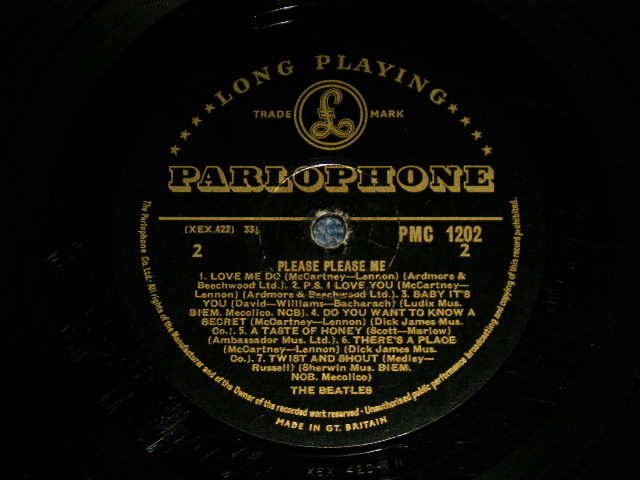 LONG PLAYING
TRADE MARK
£
PARLOPHONE
(XEX.422) 33⅓
PMC 1202
2 2
PLEASE PLEASE ME
1. LOVE ME DO (McCartney—Lennon) (Ardmore &
Beechwood Ltd.). 2. P.S. I LOVE YOU (McCartney—
Lennon) (Ardmore & Beechwood Ltd.) 3. BABY IT'S
YOU (David—Williams—Bacharach) (Ludix Mus.
BIEM. Mecolico. NCB). 4. DO YOU WANT TO KNOW A
SECRET (McCartney—Lennon) (Dick James Mus.
Co.). 5. A TASTE OF HONEY (Scott—Marlow)
(Ambassador Mus. Ltd.). 6. THERE'S A PLACE
(McCartney—Lennon) (Dick James Mus.
Co.). 7. TWIST AND SHOUT (Medley—
Russell) (Sherwin Mus. BIEM.
NCB. Mecolico)
THE BEATLES
The Parlophone Co. Ltd. All rights of the Manufacturer and of the Owner of the recorded work reserved - Unauthorised public performance broadcasting and copying of this record prohibited.
MADE IN GT. BRITAIN
XEX 422